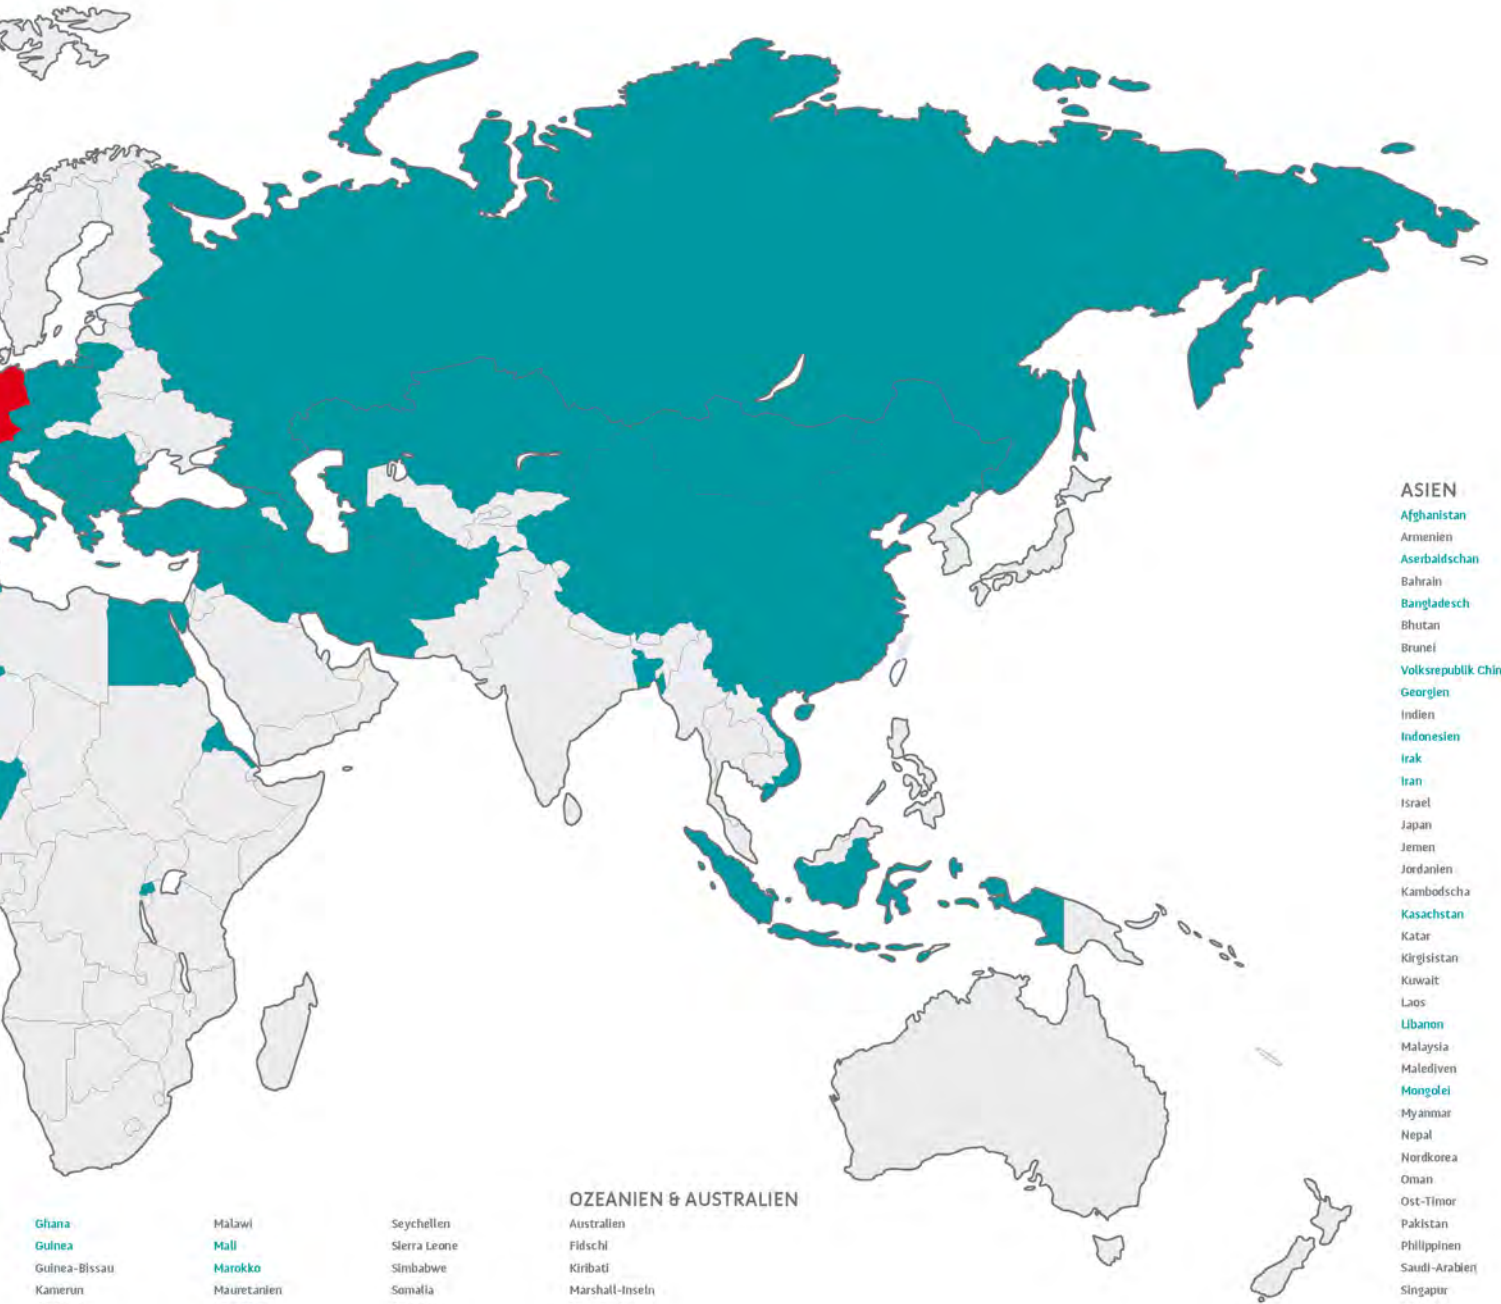 ASIEN
Afghanistan
Armenien
Aserbaidschan
Bahrain
Bangladesch
Bhutan
Brunei
Volksrepublik Chin
Georgien
Indien
Indonesien
Irak
Iran
Israel
Japan
Jemen
Jordanien
Kambodscha
Kasachstan
Katar
Kirgisistan
Kuwait
Laos
Libanon
Malaysia
Malediven
Mongolei
Myanmar
Nepal
Nordkorea
Oman
Ost-Timor
Pakistan
Philippinen
Saudi-Arabien
Singapur
Ghana
Guinea
Guinea-Bissau
Kamerun
Malawi
Mali
Marokko
Mauretanien
Seychellen
Sierra Leone
Simbabwe
Somalia
OZEANIEN & AUSTRALIEN
Australien
Fidschi
Kiribati
Marshall-Inseln